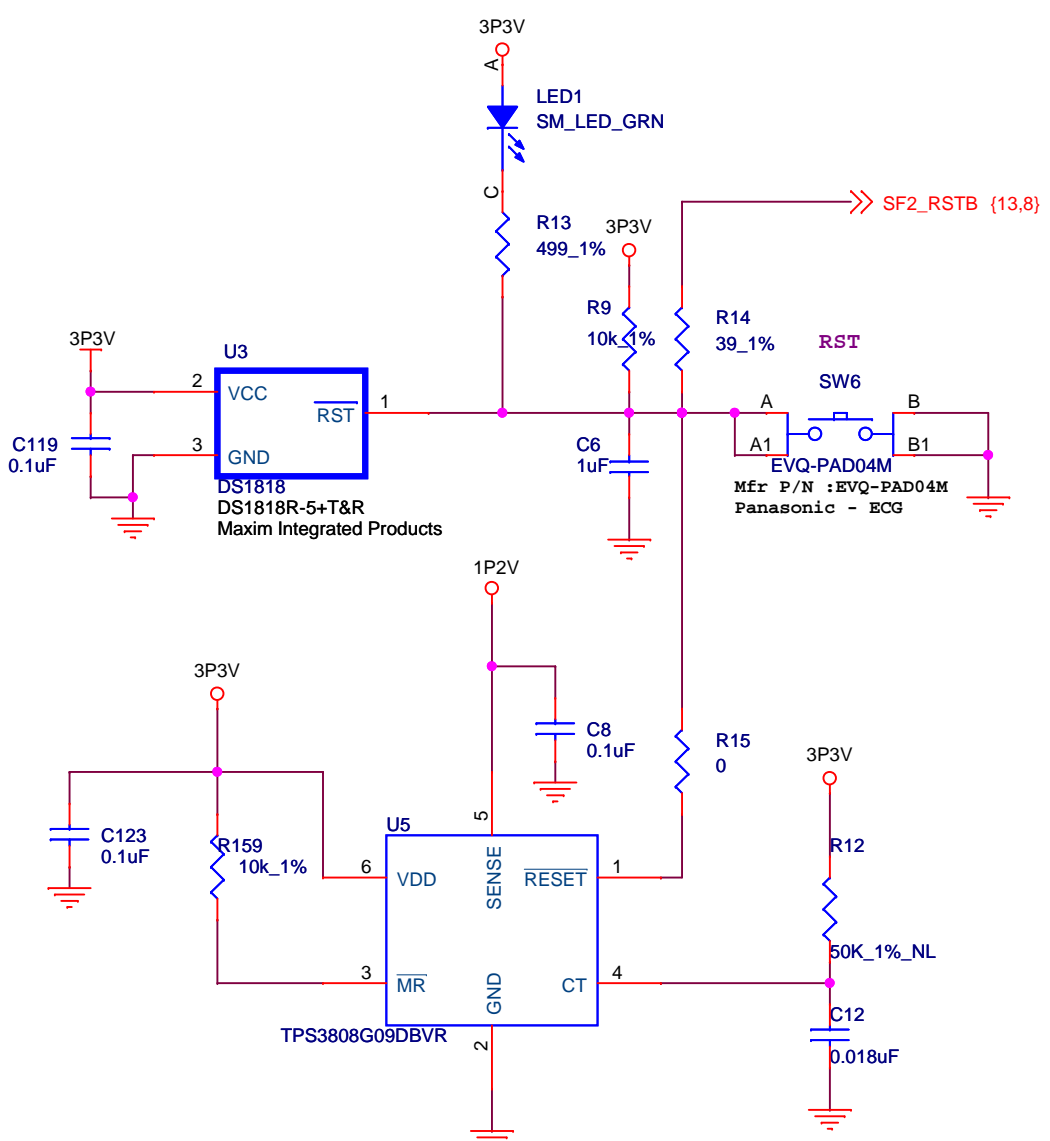 3P3V
A
LED1
SM_LED_GRN
C
R13
499_1%
3P3V
SF2_RSTB {13,8}
R9
10k_1%
R14
39_1%
RST
SW6
3P3V
U3
2
VCC
RST
1
3
GND
C119
0.1uF
DS1818
DS1818R-5+T&R
Maxim Integrated Products
C6
1uF
A
B
A1
B1
EVQ-PAD04M
Mfr P/N :EVQ-PAD04M
Panasonic - ECG
1P2V
3P3V
C8
0.1uF
R15
0
3P3V
C123
0.1uF
R159
10k_1%
U5
5
6
VDD
SENSE
RESET
1
R12
50K_1%_NL
3
MR
GND
CT
4
C12
0.018uF
TPS3808G09DBVR
2